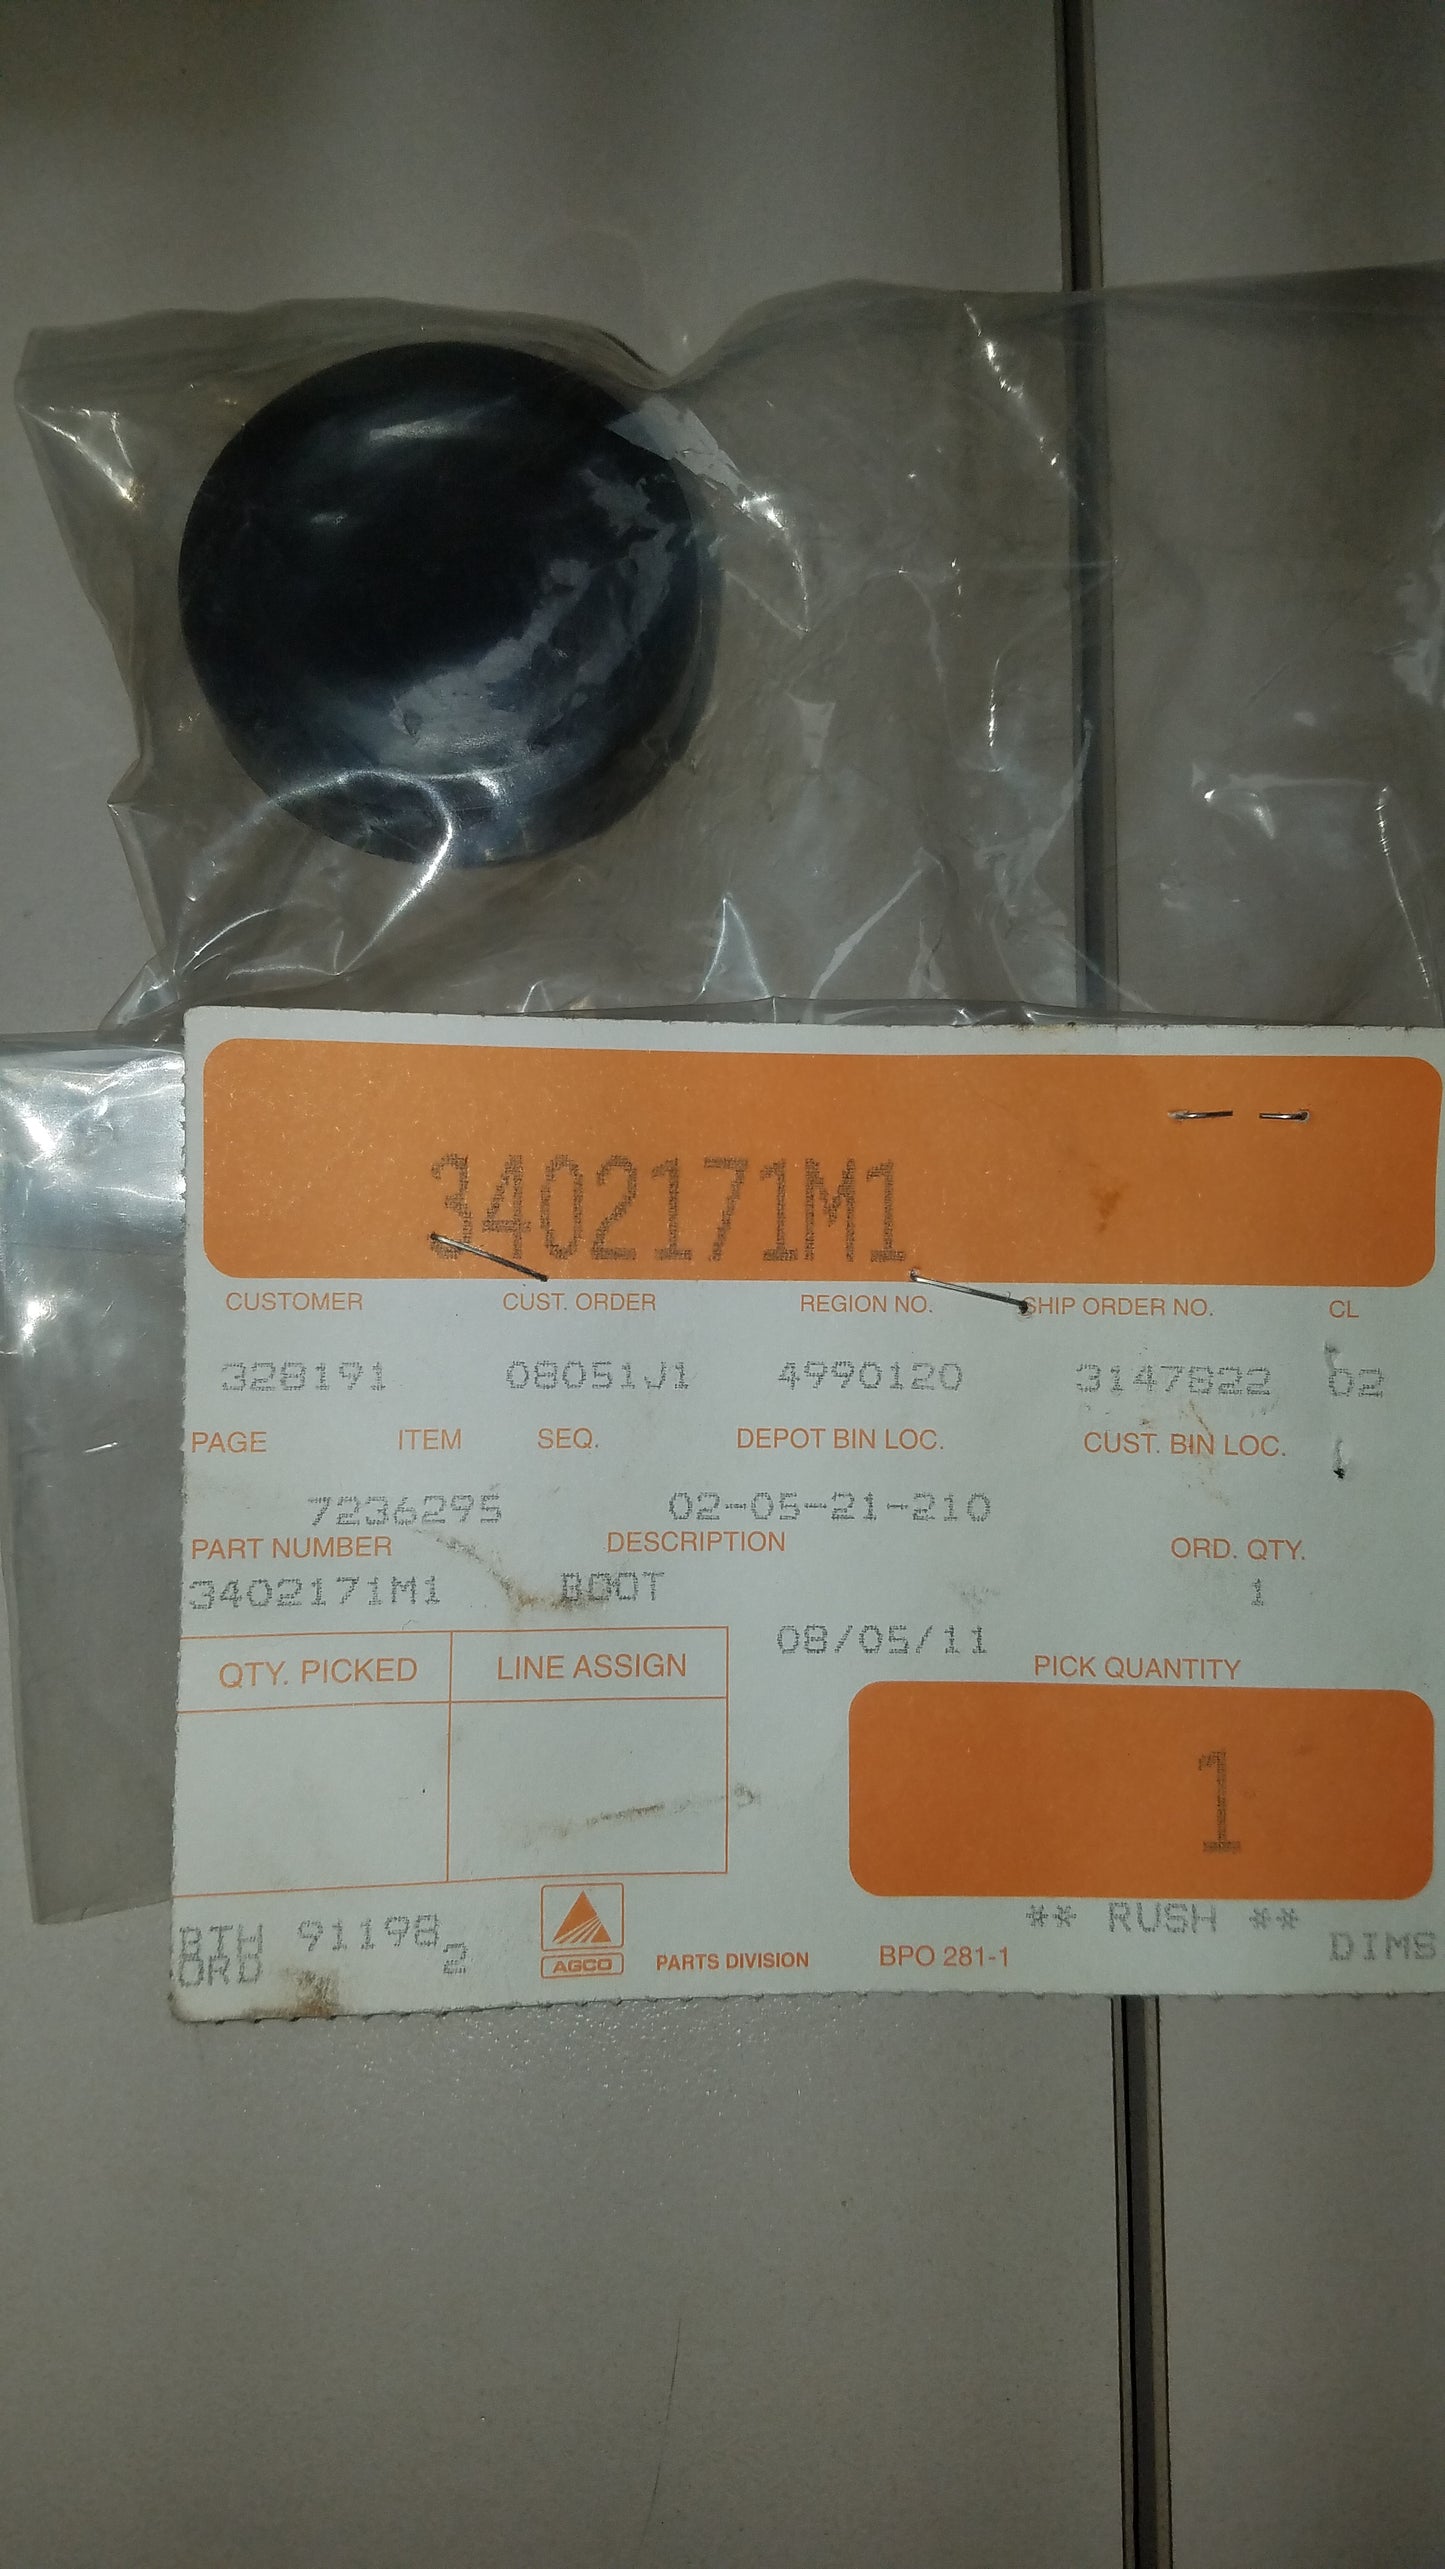 3402171M1
CUSTOMER CUST. ORDER REGION NO. SHIP ORDER NO. CL
328191 08051J1 4990120 3147822 02
PAGE ITEM SEQ. DEPOT BIN LOC. CUST. BIN LOC.
7236295 02-05-21-210
PART NUMBER DESCRIPTION ORD. QTY.
3402171M1 BOOT 1
08/05/11
QTY. PICKED LINE ASSIGN PICK QUANTITY
1
** RUSH **
BTH 91198 DIMS
ORD 2
AGCO PARTS DIVISION BPO 281-1